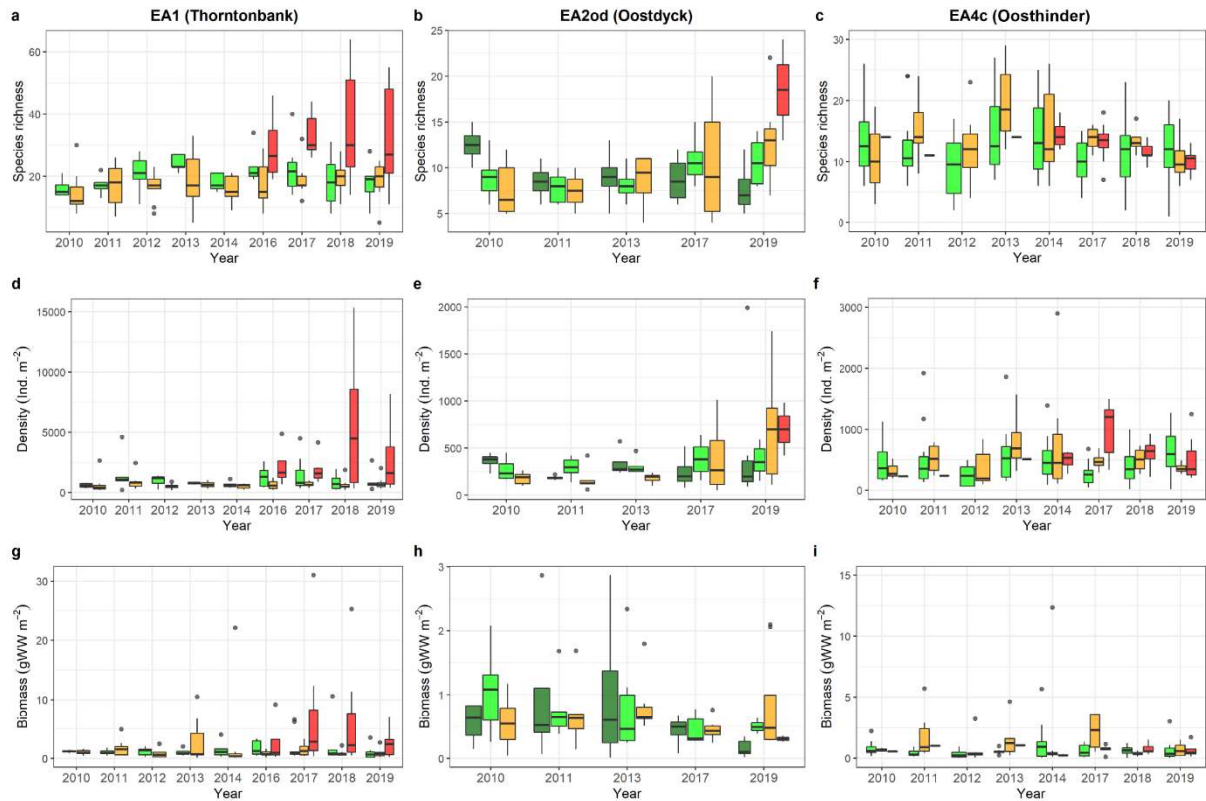 a EA1 (Thorntonbank)
b EA2od (Oostdyck)
c EA4c (Oosthinder)
Species richness
60
40
20
2010 2011 2012 2013 2014 2016 2017 2018 2019
Year
Species richness
25
20
15
10
5
2010 2011 2013 2017 2019
Year
Species richness
30
20
10
0
2010 2011 2012 2013 2014 2017 2018 2019
Year
d
Density (Ind. m⁻²)
15000
10000
5000
0
2010 2011 2012 2013 2014 2016 2017 2018 2019
Year
e
Density (Ind. m⁻²)
2000
1500
1000
500
0
2010 2011 2013 2017 2019
Year
f
Density (Ind. m⁻²)
3000
2000
1000
0
2010 2011 2012 2013 2014 2017 2018 2019
Year
g
Biomass (gWW m⁻²)
30
20
10
0
2010 2011 2012 2013 2014 2016 2017 2018 2019
Year
h
Biomass (gWW m⁻²)
3
2
1
0
2010 2011 2013 2017 2019
Year
i
Biomass (gWW m⁻²)
15
10
5
0
2010 2011 2012 2013 2014 2017 2018 2019
Year